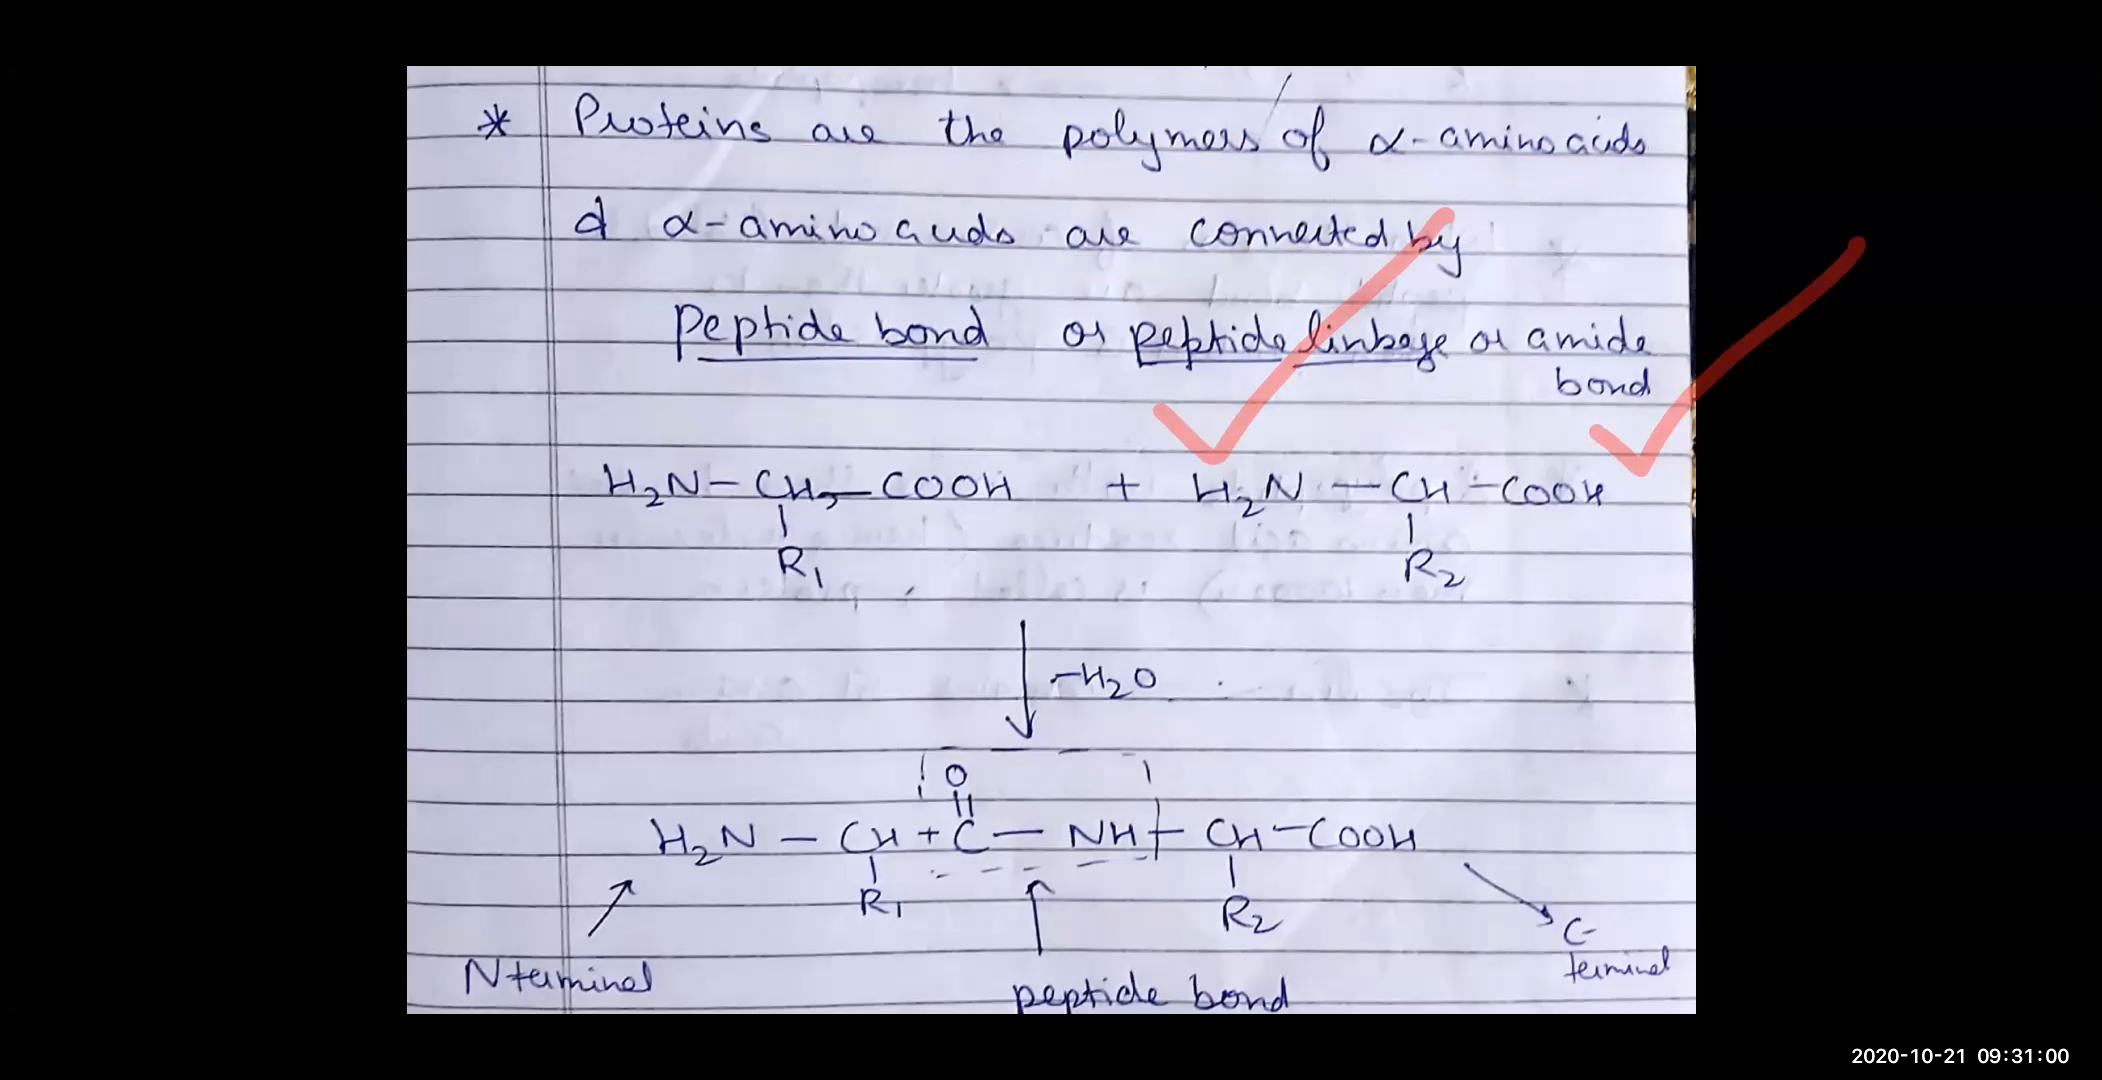 * Proteins are the polymers of α-amino acids
d α-amino acids are connected by
peptide bond or peptide linkage or amide
bond
H₂N – CH₂ – COOH + H₂N – CH – COOH
R₁ R₂
–H₂O
O
||
H₂N – CH + C – NH + CH – COOH
R₁ R₂
N terminal
C-
terminal
peptide bond
2020-10-21 09:31:00